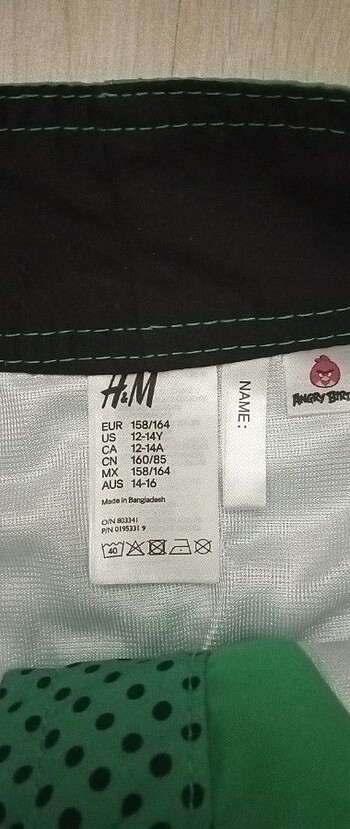 H&M
EUR 158/164
US 12-14Y
CA 12-14A
CN 160/85
MX 158/164
AUS 14-16
Made in Bangladesh
O/N 803341
P/N 0195331 9
40
NAME:
ANGRY BIRD